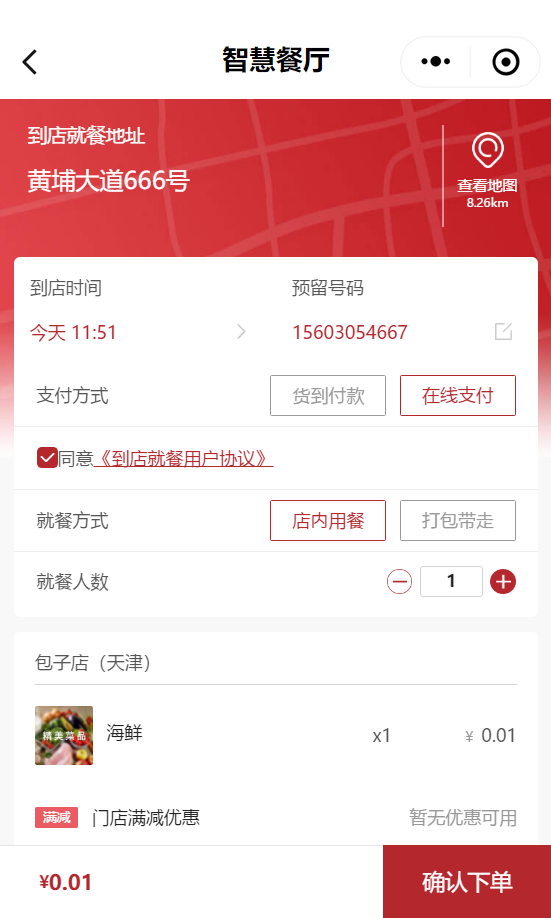 智慧餐厅
到店就餐地址
黄埔大道666号
查看地图
8.26km
到店时间 预留号码
今天 11:51 15603054667
支付方式 货到付款 在线支付
同意《到店就餐用户协议》
就餐方式 店内用餐 打包带走
就餐人数 1
包子店（天津）
精美菜品 海鲜 x1 ¥ 0.01
满减 门店满减优惠 暂无优惠可用
¥0.01 确认下单